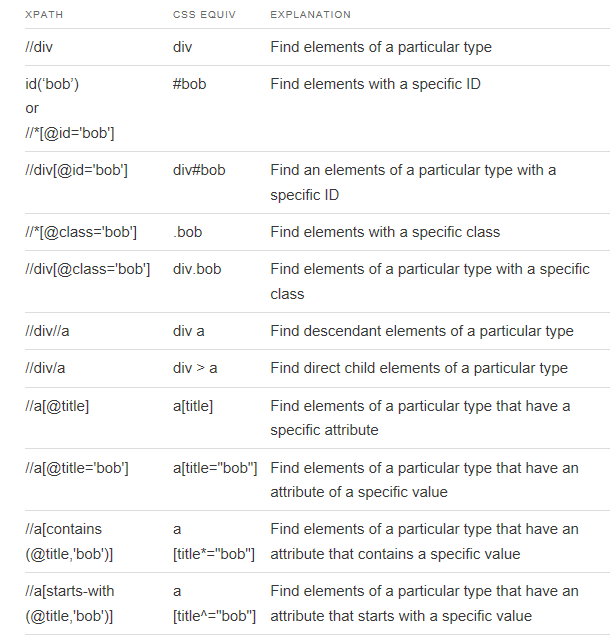 XPATH CSS EQUIV EXPLANATION
//div div Find elements of a particular type
id(‘bob’) #bob Find elements with a specific ID
or
//*[@id='bob']
//div[@id='bob'] div#bob Find an elements of a particular type with a
specific ID
//*[@class='bob'] .bob Find elements with a specific class
//div[@class='bob'] div.bob Find elements of a particular type with a specific
class
//div//a div a Find descendant elements of a particular type
//div/a div > a Find direct child elements of a particular type
//a[@title] a[title] Find elements of a particular type that have a
specific attribute
//a[@title='bob'] a[title="bob"] Find elements of a particular type that have an
attribute of a specific value
//a[contains a Find elements of a particular type that have an
(@title,'bob')] [title*="bob"] attribute that contains a specific value
//a[starts-with a Find elements of a particular type that have an
(@title,'bob')] [title^="bob"] attribute that starts with a specific value